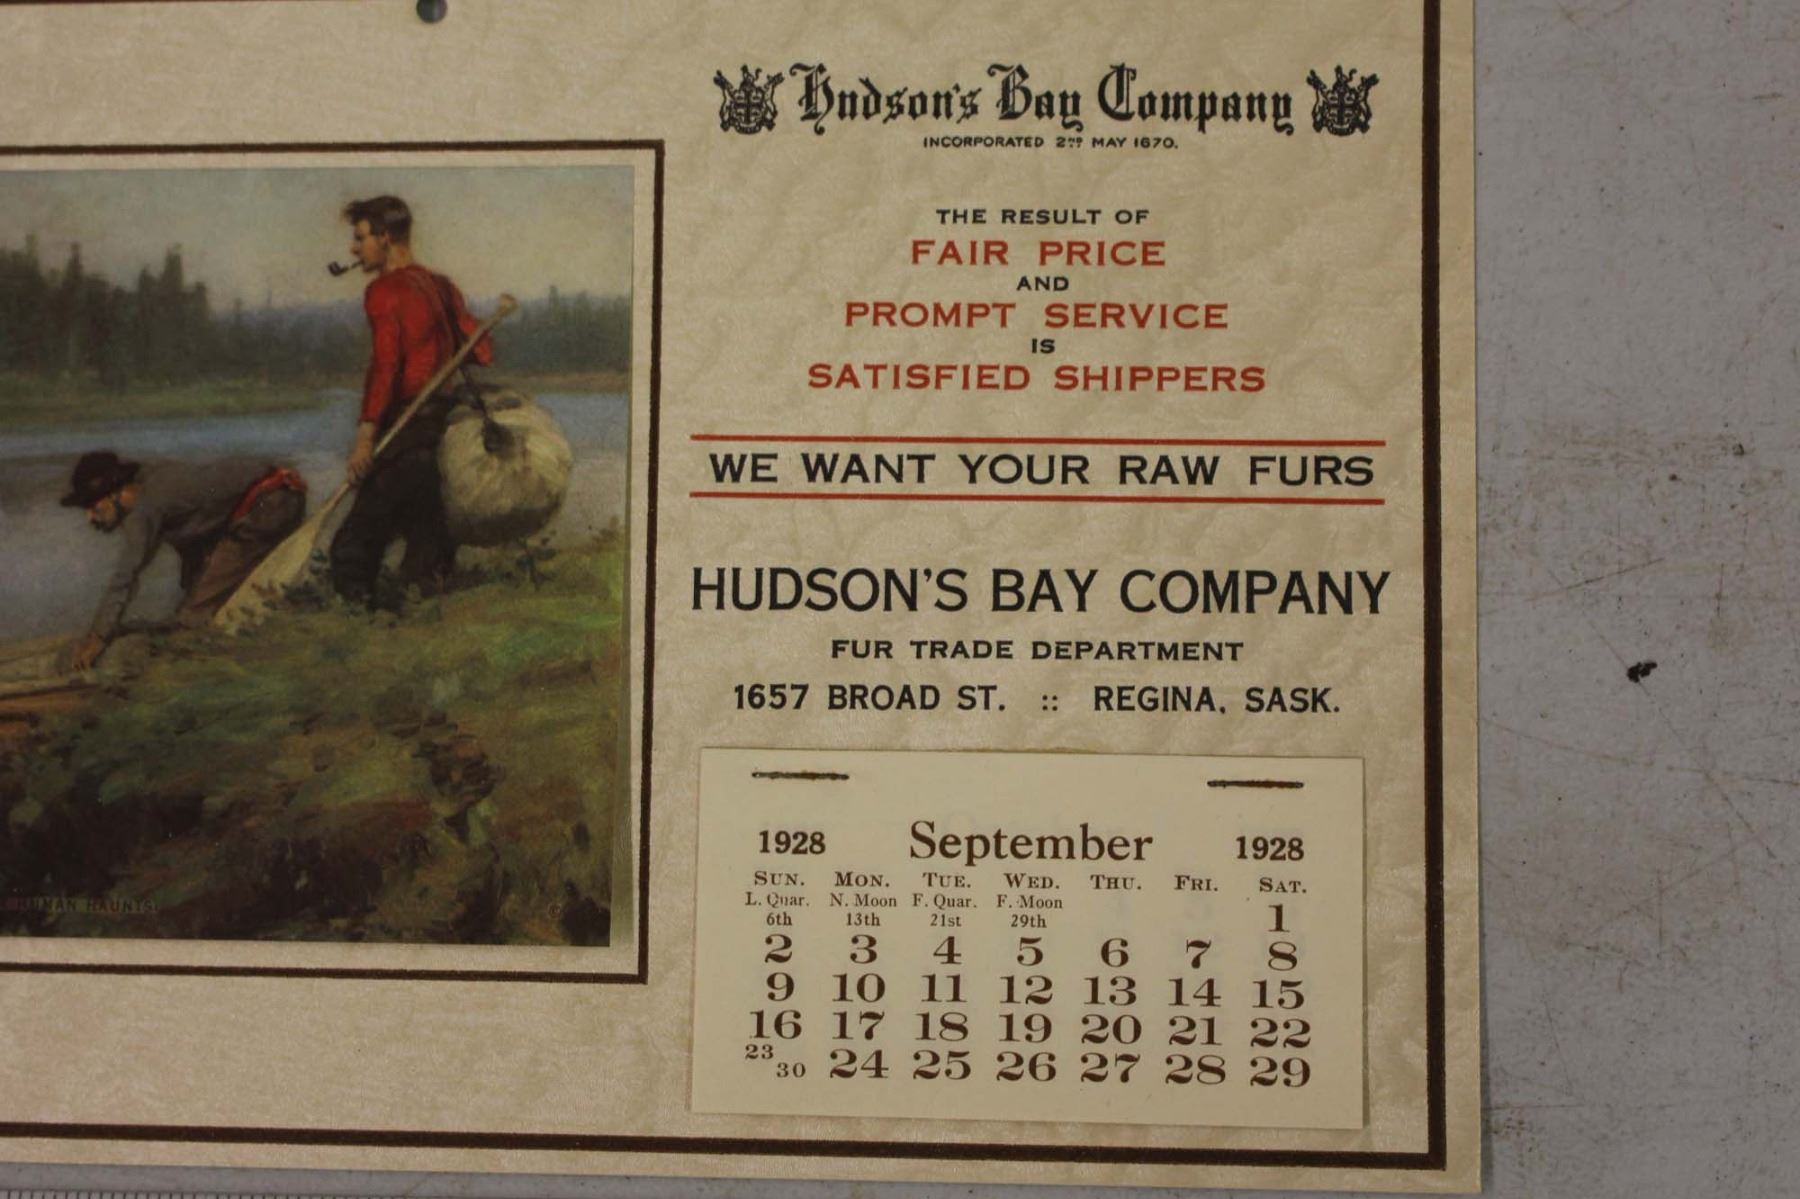 Hudson's Bay Company
INCORPORATED 2ND MAY 1670.
THE RESULT OF
FAIR PRICE
AND
PROMPT SERVICE
IS
SATISFIED SHIPPERS
WE WANT YOUR RAW FURS
HUDSON'S BAY COMPANY
FUR TRADE DEPARTMENT
1657 BROAD ST. :: REGINA, SASK.
1928 September 1928
SUN. MON. TUE. WED. THU. FRI. SAT.
L. Quar. N. Moon F. Quar. F. Moon
6th 13th 21st 29th 1
2 3 4 5 6 7 8
9 10 11 12 13 14 15
16 17 18 19 20 21 22
23 30 24 25 26 27 28 29
HUMAN HAUNTS ©